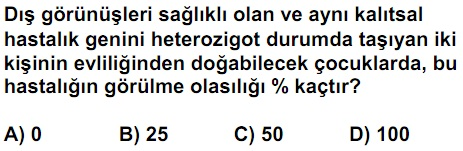 Dış görünüşleri sağlıklı olan ve aynı kalıtsal
hastalık genini heterozigot durumda taşıyan iki
kişinin evliliğinden doğabilecek çocuklarda, bu
hastalığın görülme olasılığı % kaçtır?
A) 0 B) 25 C) 50 D) 100